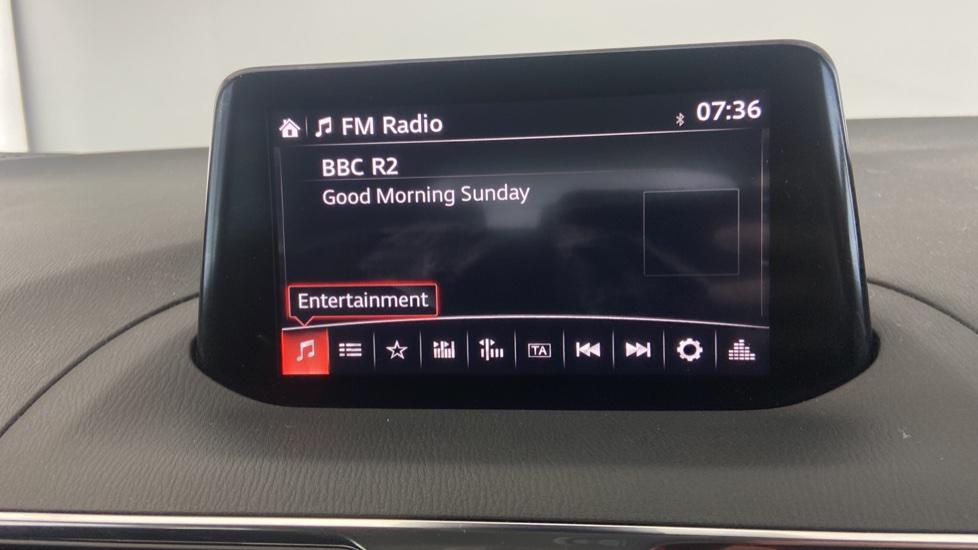 FM Radio 07:36
BBC R2
Good Morning Sunday
Entertainment
TA